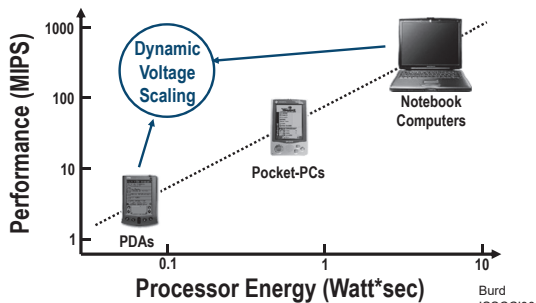 1000
100
10
1
Performance (MIPS)
Dynamic
Voltage
Scaling
Notebook
Computers
Pocket-PCs
PDAs
0.1
1
10
Processor Energy (Watt*sec)
Burd